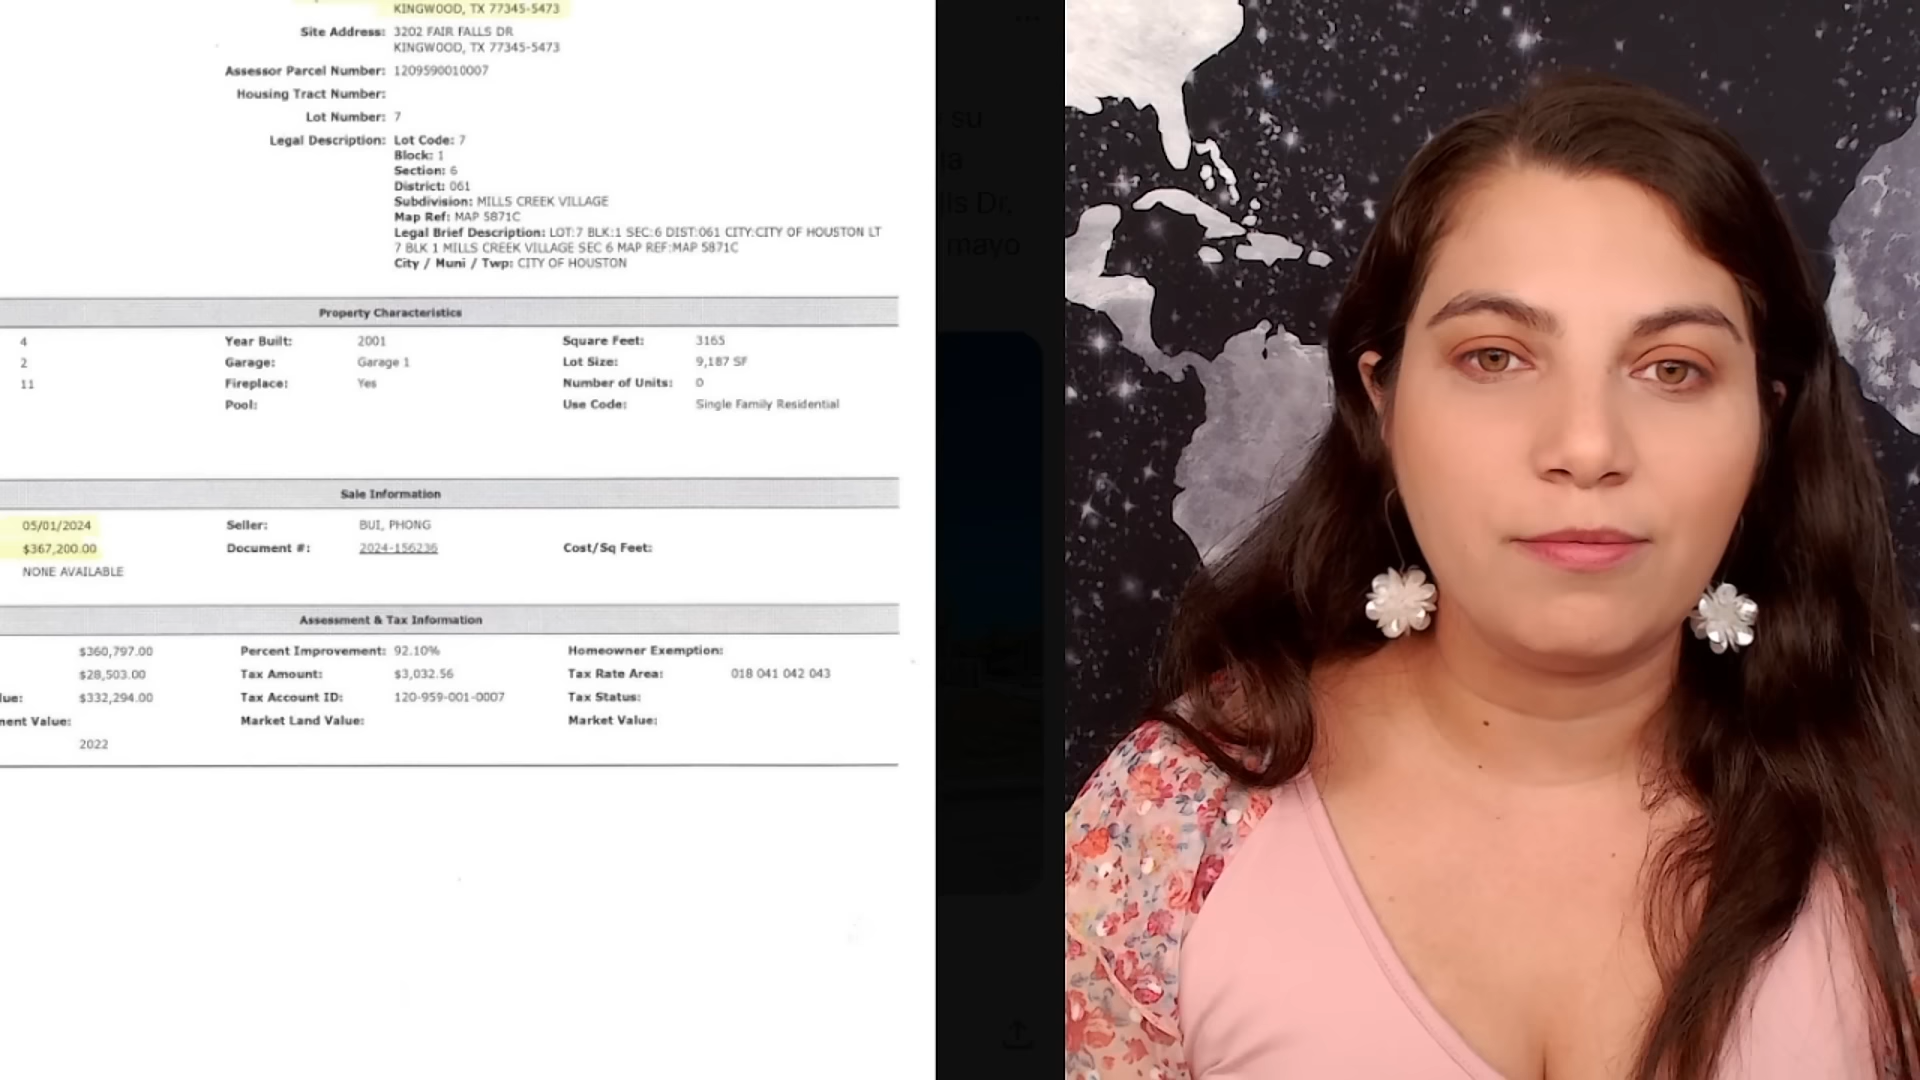 KINGWOOD, TX 77345-5473
Site Address: 3202 FAIR FALLS DR
KINGWOOD, TX 77345-5473
Assessor Parcel Number: 1209590010007
Housing Tract Number:
Lot Number: 7
Legal Description: Lot Code: 7
Block: 1
Section: 6
District: 061
Subdivision: MILLS CREEK VILLAGE
Map Ref: MAP 5871C
Legal Brief Description: LOT:7 BLK:1 SEC:6 DIST:061 CITY:CITY OF HOUSTON LT
7 BLK 1 MILLS CREEK VILLAGE SEC 6 MAP REF:MAP 5871C
City / Muni / Twp: CITY OF HOUSTON
Property Characteristics
4 Year Built: 2001 Square Feet: 3165
2 Garage: Garage 1 Lot Size: 9,187 SF
11 Fireplace: Yes Number of Units: 0
Pool: Use Code: Single Family Residential
Sale Information
05/01/2024 Seller: BUI, PHONG
$367,200.00 Document #: 2024-156236 Cost/Sq Feet:
NONE AVAILABLE
Assessment & Tax Information
$360,797.00 Percent Improvement: 92.10% Homeowner Exemption:
$28,503.00 Tax Amount: $3,032.56 Tax Rate Area: 018 041 042 043
lue: $332,294.00 Tax Account ID: 120-959-001-0007 Tax Status:
nent Value: Market Land Value: Market Value:
2022
su
la
lls Dr,
mayo